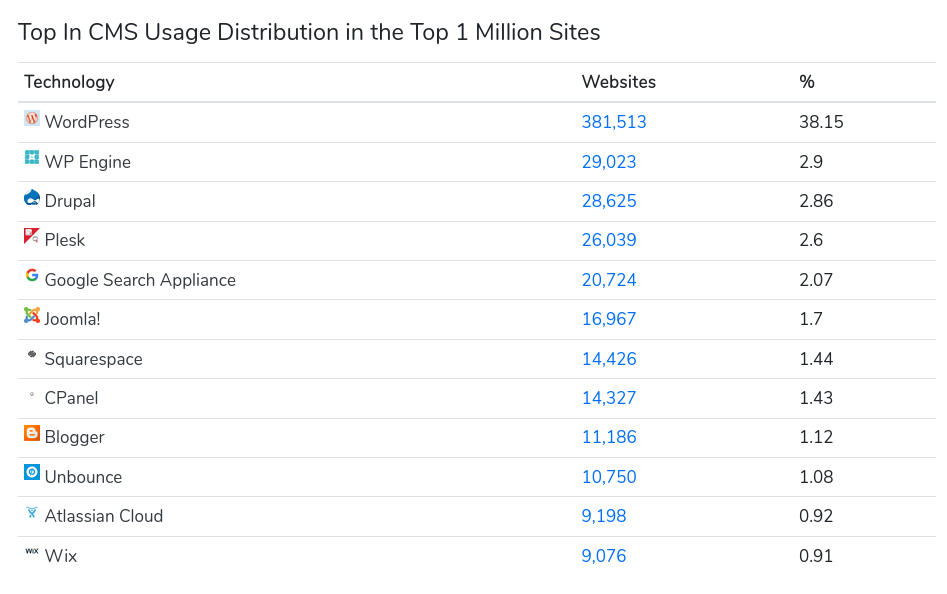 Top In CMS Usage Distribution in the Top 1 Million Sites
Technology Websites %
WordPress 381,513 38.15
WP Engine 29,023 2.9
Drupal 28,625 2.86
Plesk 26,039 2.6
Google Search Appliance 20,724 2.07
Joomla! 16,967 1.7
Squarespace 14,426 1.44
CPanel 14,327 1.43
Blogger 11,186 1.12
Unbounce 10,750 1.08
Atlassian Cloud 9,198 0.92
WiX Wix 9,076 0.91